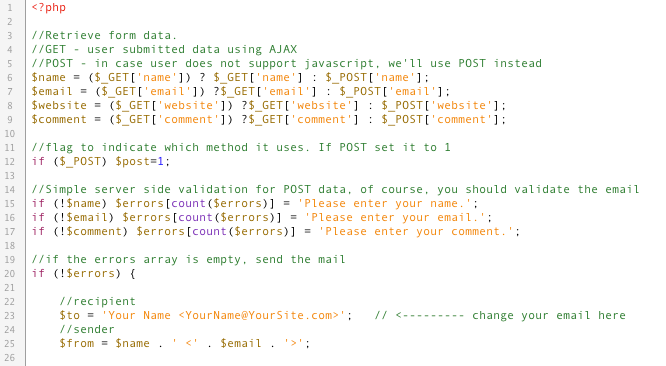 1 <?php
2
3 //Retrieve form data.
4 //GET - user submitted data using AJAX
5 //POST - in case user does not support javascript, we'll use POST instead
6 $name = ($_GET['name']) ? $_GET['name'] : $_POST['name'];
7 $email = ($_GET['email']) ?$_GET['email'] : $_POST['email'];
8 $website = ($_GET['website']) ?$_GET['website'] : $_POST['website'];
9 $comment = ($_GET['comment']) ?$_GET['comment'] : $_POST['comment'];
10
11 //flag to indicate which method it uses. If POST set it to 1
12 if ($_POST) $post=1;
13
14 //Simple server side validation for POST data, of course, you should validate the email
15 if (!$name) $errors[count($errors)] = 'Please enter your name.';
16 if (!$email) $errors[count($errors)] = 'Please enter your email.';
17 if (!$comment) $errors[count($errors)] = 'Please enter your comment.';
18
19 //if the errors array is empty, send the mail
20 if (!$errors) {
21
22     //recipient
23     $to = 'Your Name <YourName@YourSite.com>';   // <--------- change your email here
24     //sender
25     $from = $name . ' <' . $email . '>';
26